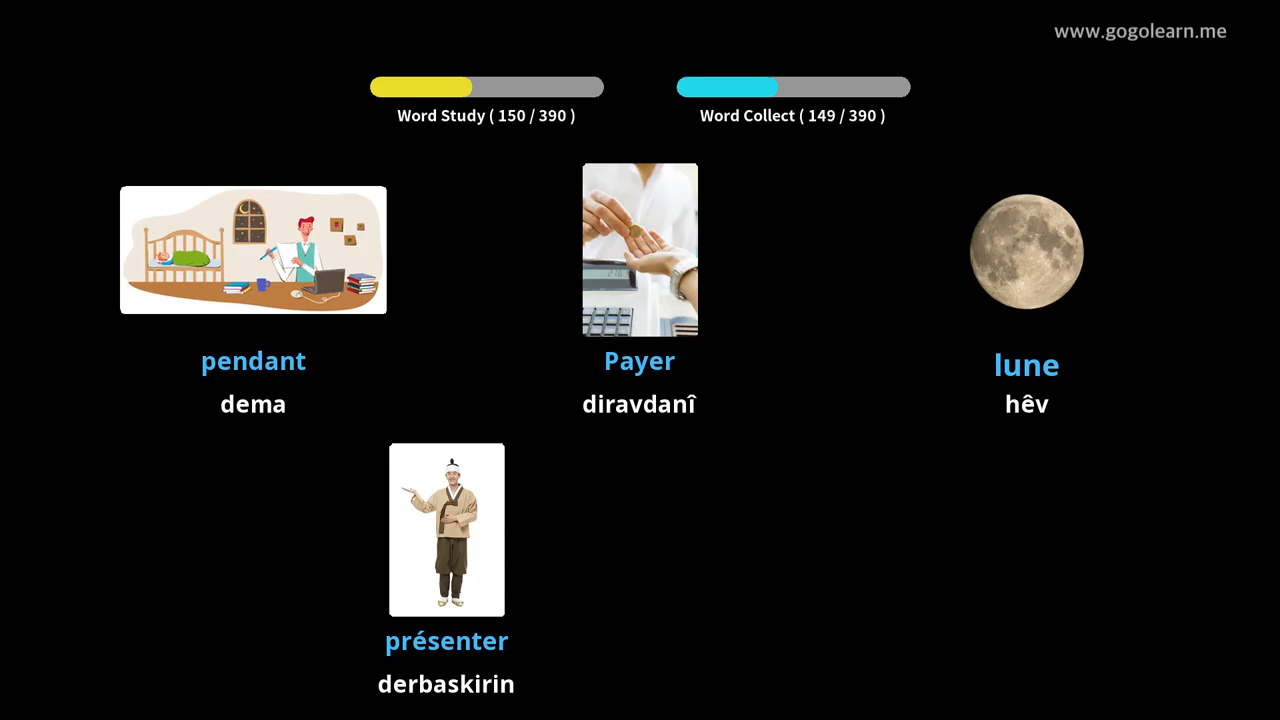 www.gogolearn.me
Word Study ( 150 / 390 )
Word Collect ( 149 / 390 )
pendant
dema
Payer
diravdanî
lune
hêv
présenter
derbaskirin